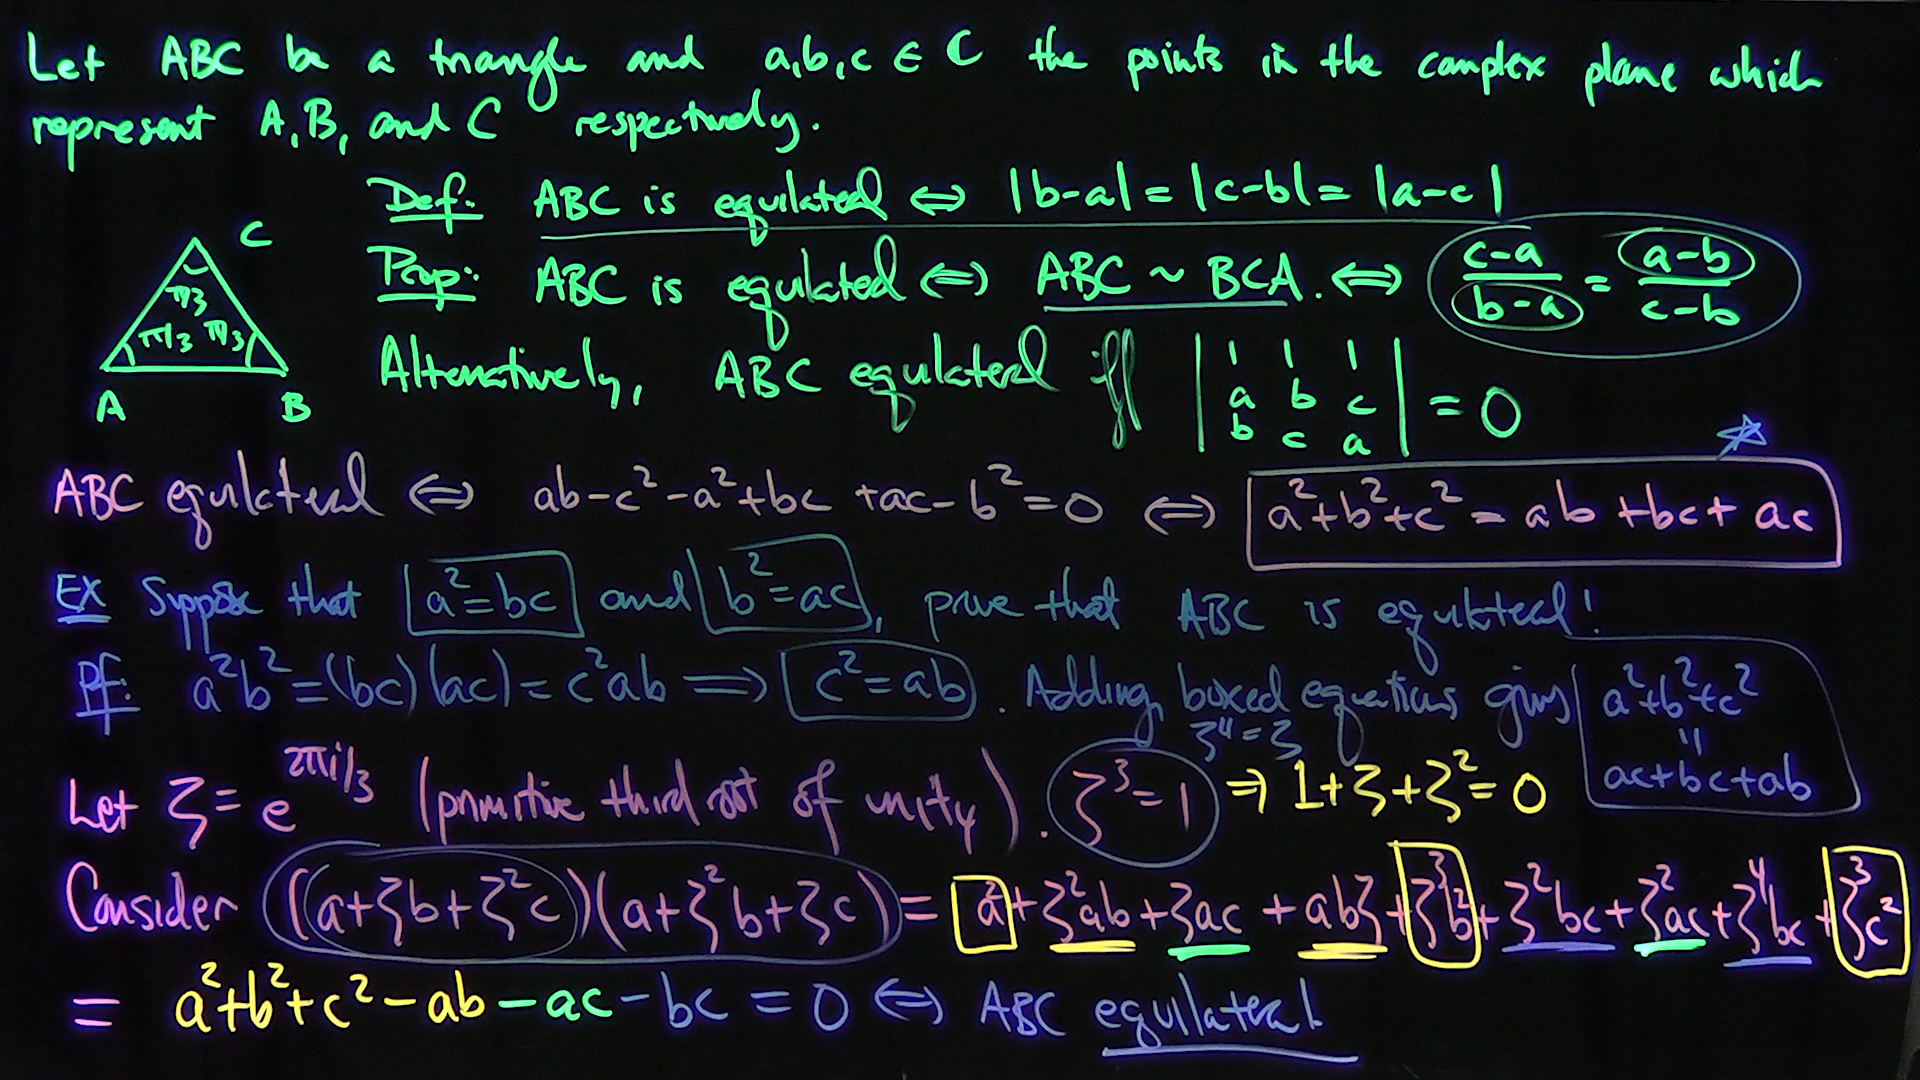 Let ABC be a triangle and a,b,c ∈ C the points in the complex plane which
represent A, B, and C respectively.
Def: ABC is equilateral ⇔ |b-a| = |c-b| = |a-c|
Prop: ABC is equilateral ⇔ ABC ~ BCA. ⇔ (c-a)/(b-a) = (a-b)/(c-b)
C
π/3
π/3 π/3
A B
Alternatively, ABC equilateral iff
| 1 1 1 |
| a b c | = 0
| b c a |
ABC equilateral ⇔ ab-c²-a²+bc+ac-b²=0 ⇔ a²+b²+c² = ab+bc+ac
☆
EX Suppose that a²=bc and b²=ac, prove that ABC is equilateral!
Pf: a²b²=(bc)(ac)=c²ab ⟹ c²=ab. Adding boxed equations gives a²+b²+c²
=
ac+bc+ab
ζ⁴=ζ
Let ζ = e^{2πi/3} (primitive third root of unity). ζ³=1 ⇒ 1+ζ+ζ²=0
Consider (a+ζb+ζ²c)(a+ζ²b+ζc) = a²+ζ²ab+ζac+abζ+ζ³b²+ζ²bc+ζ²ac+ζ⁴bc+ζ³c²
= a²+b²+c²-ab-ac-bc = 0 ⇔ ABC equilateral!